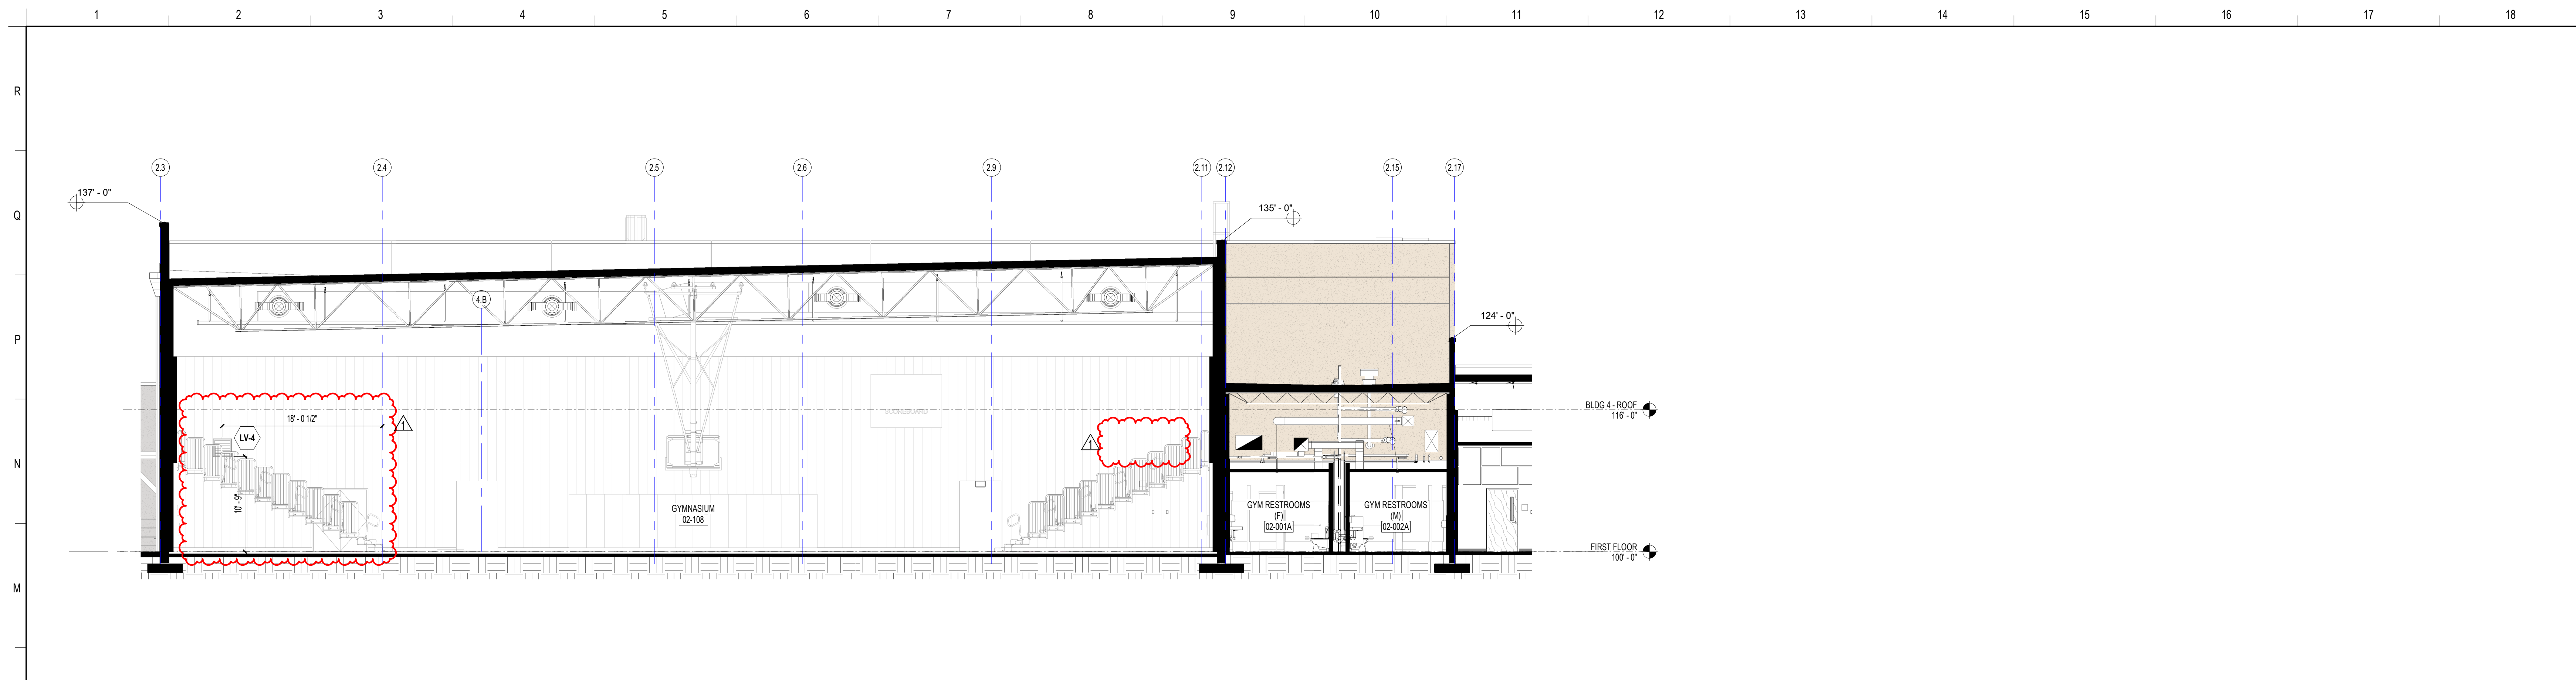 1 2 3 4 5 6 7 8 9 10 11 12 13 14 15 16 17 18
R
2.3 2.4 2.5 2.6 2.9 2.11 2.12 2.15 2.17
137' - 0"
Q
135' - 0"
4.B
124' - 0"
P
BLDG 4 - ROOF
116' - 0"
18' - 0 1/2"
1
LV-4
1
N
10' - 9"
GYMNASIUM
02-108
GYM RESTROOMS
(F)
02-001A
GYM RESTROOMS
(M)
02-002A
FIRST FLOOR
100' - 0"
M